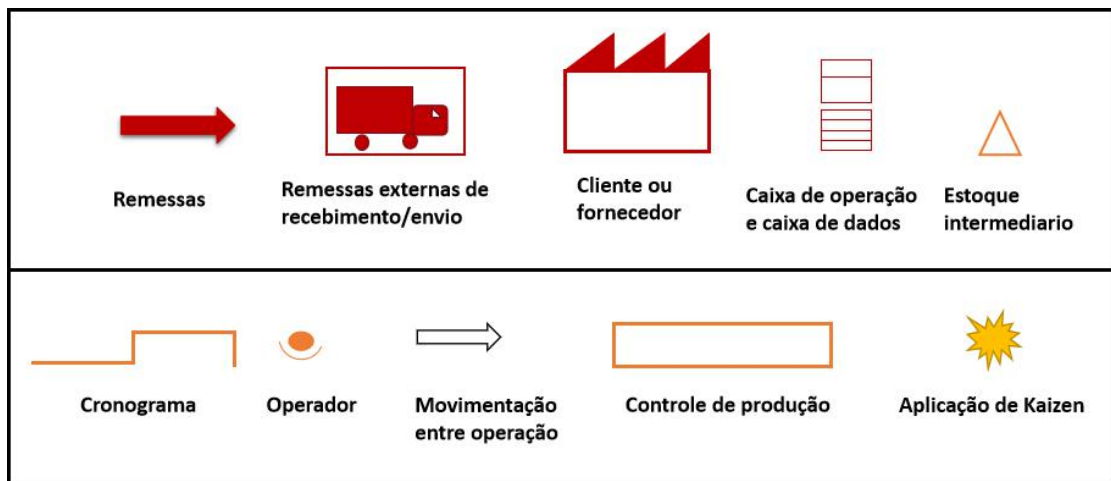 Remessas
Remessas externas de
recebimento/envio
Cliente ou
fornecedor
Caixa de operação
e caixa de dados
Estoque
intermediario
Cronograma
Operador
Movimentação
entre operação
Controle de produção
Aplicação de Kaizen